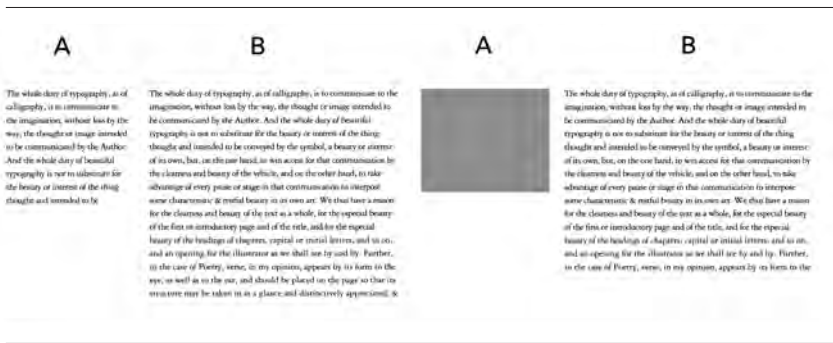 A
B
A
B
The whole duty of typography, as of
calligraphy, is to communicate to
the imagination, without loss by the
way, the thought or image intended
to be communicated by the Author.
And the whole duty of beautiful
typography is not to substitute for
the beauty or interest of the thing
thought and intended to be
The whole duty of typography, as of calligraphy, is to communicate to the
imagination, without loss by the way, the thought or image intended to
be communicated by the Author. And the whole duty of beautiful
typography is not to substitute for the beauty or interest of the thing
thought and intended to be conveyed by the symbol, a beauty or interest
of its own, but, on the one hand, to win access for that communication by
the clearness and beauty of the vehicle, and on the other hand, to take
advantage of every pause or stage in that communication to interpose
some characteristic & restful beauty in its own art. We thus have a reason
for the clearness and beauty of the text as a whole, for the especial beauty
of the first or introductory page and of the title, and for the especial
beauty of the headings of chapters, capital or initial letters, and so on,
and an opening for the illustrator as we shall see by and by. Further,
in the case of Poetry, verse, in my opinion, appears by its form to the
eye, as well as to the ear, and should be placed on the page so that its
structure may be taken in at a glance and distinctively appreciated, &
The whole duty of typography, as of calligraphy, is to communicate to the
imagination, without loss by the way, the thought or image intended to
be communicated by the Author. And the whole duty of beautiful
typography is not to substitute for the beauty or interest of the thing
thought and intended to be conveyed by the symbol, a beauty or interest
of its own, but, on the one hand, to win access for that communication by
the clearness and beauty of the vehicle, and on the other hand, to take
advantage of every pause or stage in that communication to interpose
some characteristic & restful beauty in its own art. We thus have a reason
for the clearness and beauty of the text as a whole, for the especial beauty
of the first or introductory page and of the title, and for the especial
beauty of the headings of chapters, capital or initial letters, and so on,
and an opening for the illustrator as we shall see by and by. Further,
in the case of Poetry, verse, in my opinion, appears by its form to the